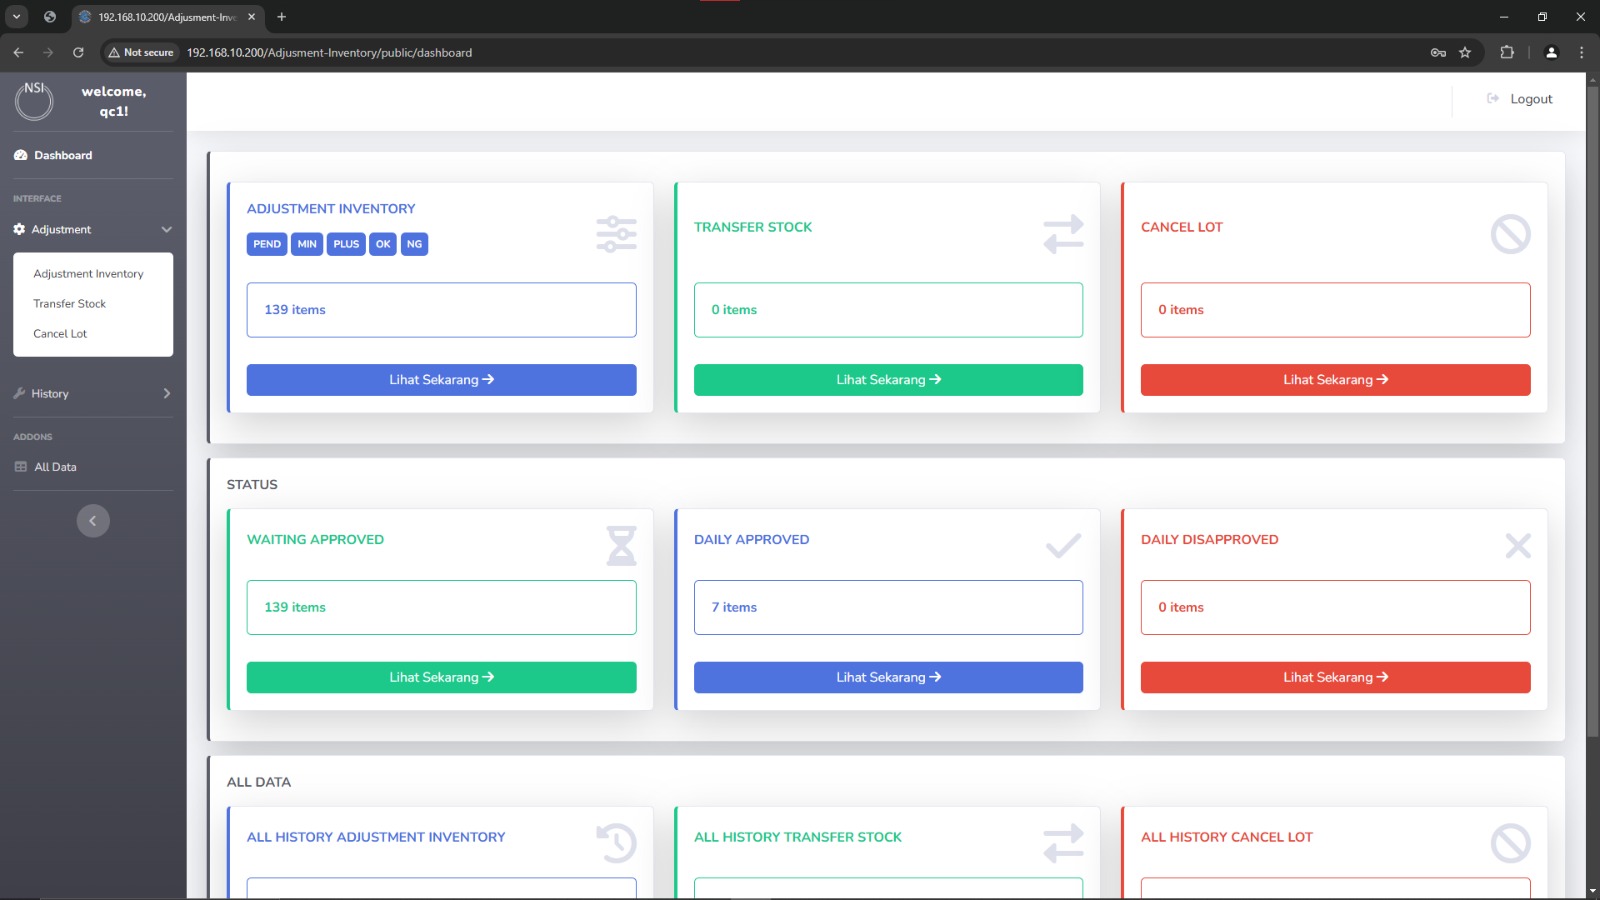 192.168.10.200/Adjusment-Inv
Not secure
192.168.10.200/Adjusment-Inventory/public/dashboard
NSI
welcome,
qc1!
Dashboard
INTERFACE
Adjustment
Adjustment Inventory
Transfer Stock
Cancel Lot
History
ADDONS
All Data
Logout
ADJUSTMENT INVENTORY
PEND MIN PLUS OK NG
139 items
Lihat Sekarang
TRANSFER STOCK
0 items
Lihat Sekarang
CANCEL LOT
0 items
Lihat Sekarang
STATUS
WAITING APPROVED
139 items
Lihat Sekarang
DAILY APPROVED
7 items
Lihat Sekarang
DAILY DISAPPROVED
0 items
Lihat Sekarang
ALL DATA
ALL HISTORY ADJUSTMENT INVENTORY
ALL HISTORY TRANSFER STOCK
ALL HISTORY CANCEL LOT